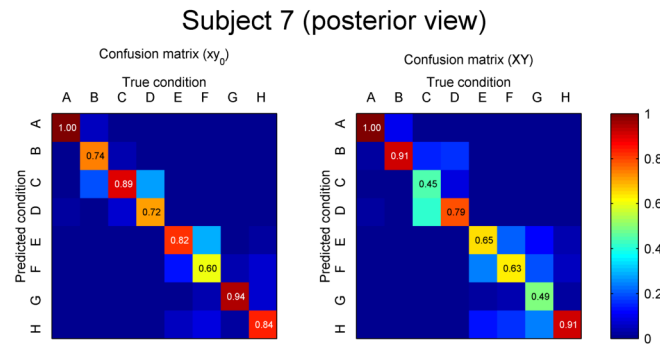 Subject 7 (posterior view)
Confusion matrix (xy0)
True condition
A B C D E F G H
Predicted condition
A 1.00
B 0.74
C 0.89
D 0.72
E 0.82
F 0.60
G 0.94
H 0.84
Confusion matrix (XY)
True condition
A B C D E F G H
Predicted condition
A 1.00
B 0.91
C 0.45
D 0.79
E 0.65
F 0.63
G 0.49
H 0.91
1
0.8
0.6
0.4
0.2
0